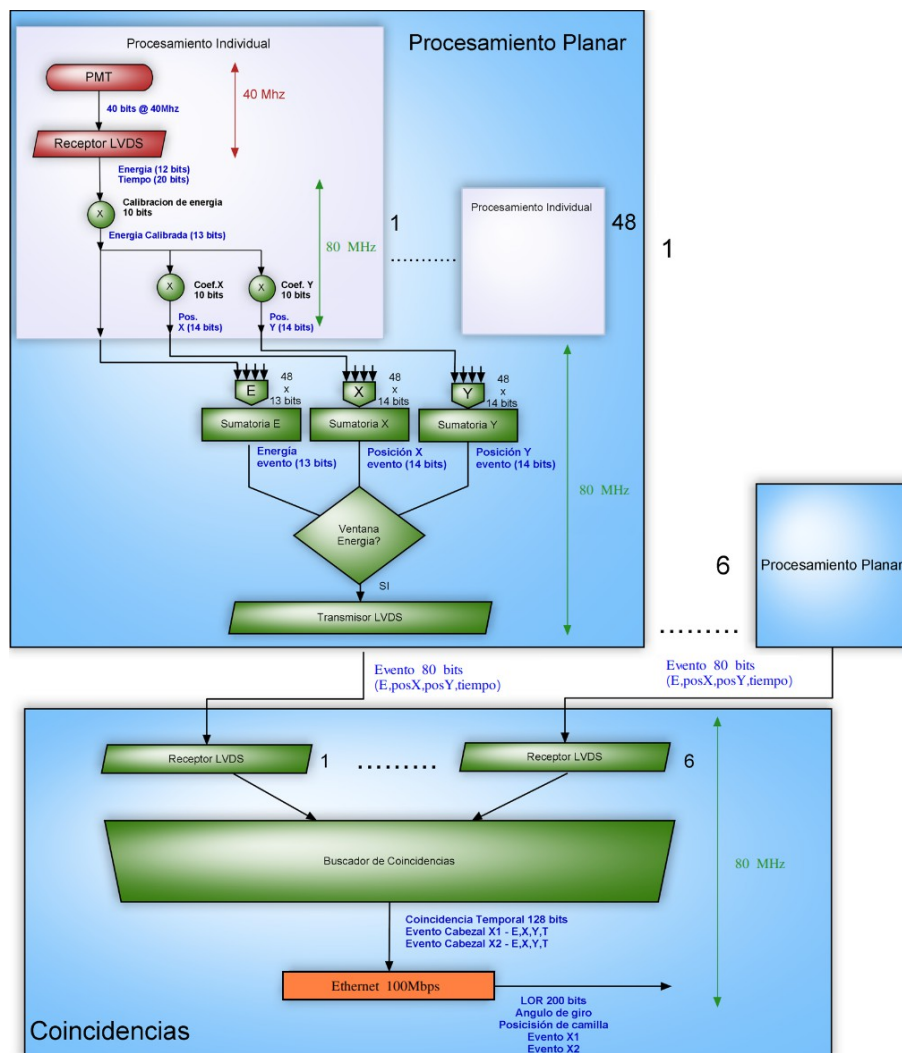 Procesamiento Planar
Procesamiento Individual
PMT
40 Mhz
40 bits @ 40Mhz
Receptor LVDS
Energia (12 bits)
Tiempo (20 bits)
X
Calibracion de energia
10 bits
Energia Calibrada (13 bits)
80 MHz
1
..........
Procesamiento Individual
48
1
X
Coef.X
10 bits
X
Coef. Y
10 bits
Pos.
X (14 bits)
Pos.
Y (14 bits)
E
48
x
13 bits
X
48
x
14 bits
Y
48
x
14 bits
Sumatoria E
Sumatoria X
Sumatoria Y
Energía
evento (13 bits)
Posición X
evento (14 bits)
Posición Y
evento (14 bits)
80 MHz
Ventana
Energia?
SI
Transmisor LVDS
6
Procesamiento Planar
.........
Evento 80 bits
(E,posX,posY,tiempo)
Evento 80 bits
(E,posX,posY,tiempo)
Receptor LVDS
1
.........
Receptor LVDS
6
Buscador de Coincidencias
80 MHz
Coincidencia Temporal 128 bits
Evento Cabezal X1 - E,X,Y,T
Evento Cabezal X2 - E,X,Y,T
Ethernet 100Mbps
LOR 200 bits
Angulo de giro
Posicisión de camilla
Evento X1
Evento X2
Coincidencias